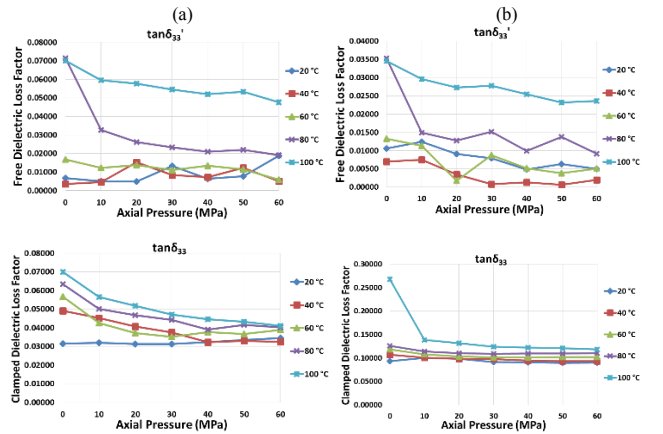 (a)
(b)
tanδ33'
Free Dielectric Loss Factor
0.08000
0.07000
0.06000
0.05000
0.04000
0.03000
0.02000
0.01000
0.00000
0 10 20 30 40 50 60
Axial Pressure (MPa)
20 °C
40 °C
60 °C
80 °C
100 °C
tanδ33'
Free Dielectric Loss Factor
0.04000
0.03500
0.03000
0.02500
0.02000
0.01500
0.01000
0.00500
0.00000
0 10 20 30 40 50 60
Axial Pressure (MPa)
20 °C
40 °C
60 °C
80 °C
100 °C
tanδ33
Clamped Dielectric Loss Factor
0.08000
0.07000
0.06000
0.05000
0.04000
0.03000
0.02000
0.01000
0.00000
0 10 20 30 40 50 60
Axial Pressure (MPa)
20 °C
40 °C
60 °C
80 °C
100 °C
tanδ33
Clamped Dielectric Loss Factor
0.30000
0.25000
0.20000
0.15000
0.10000
0.05000
0.00000
0 10 20 30 40 50 60
Axial Pressure (MPa)
20 °C
40 °C
60 °C
80 °C
100 °C